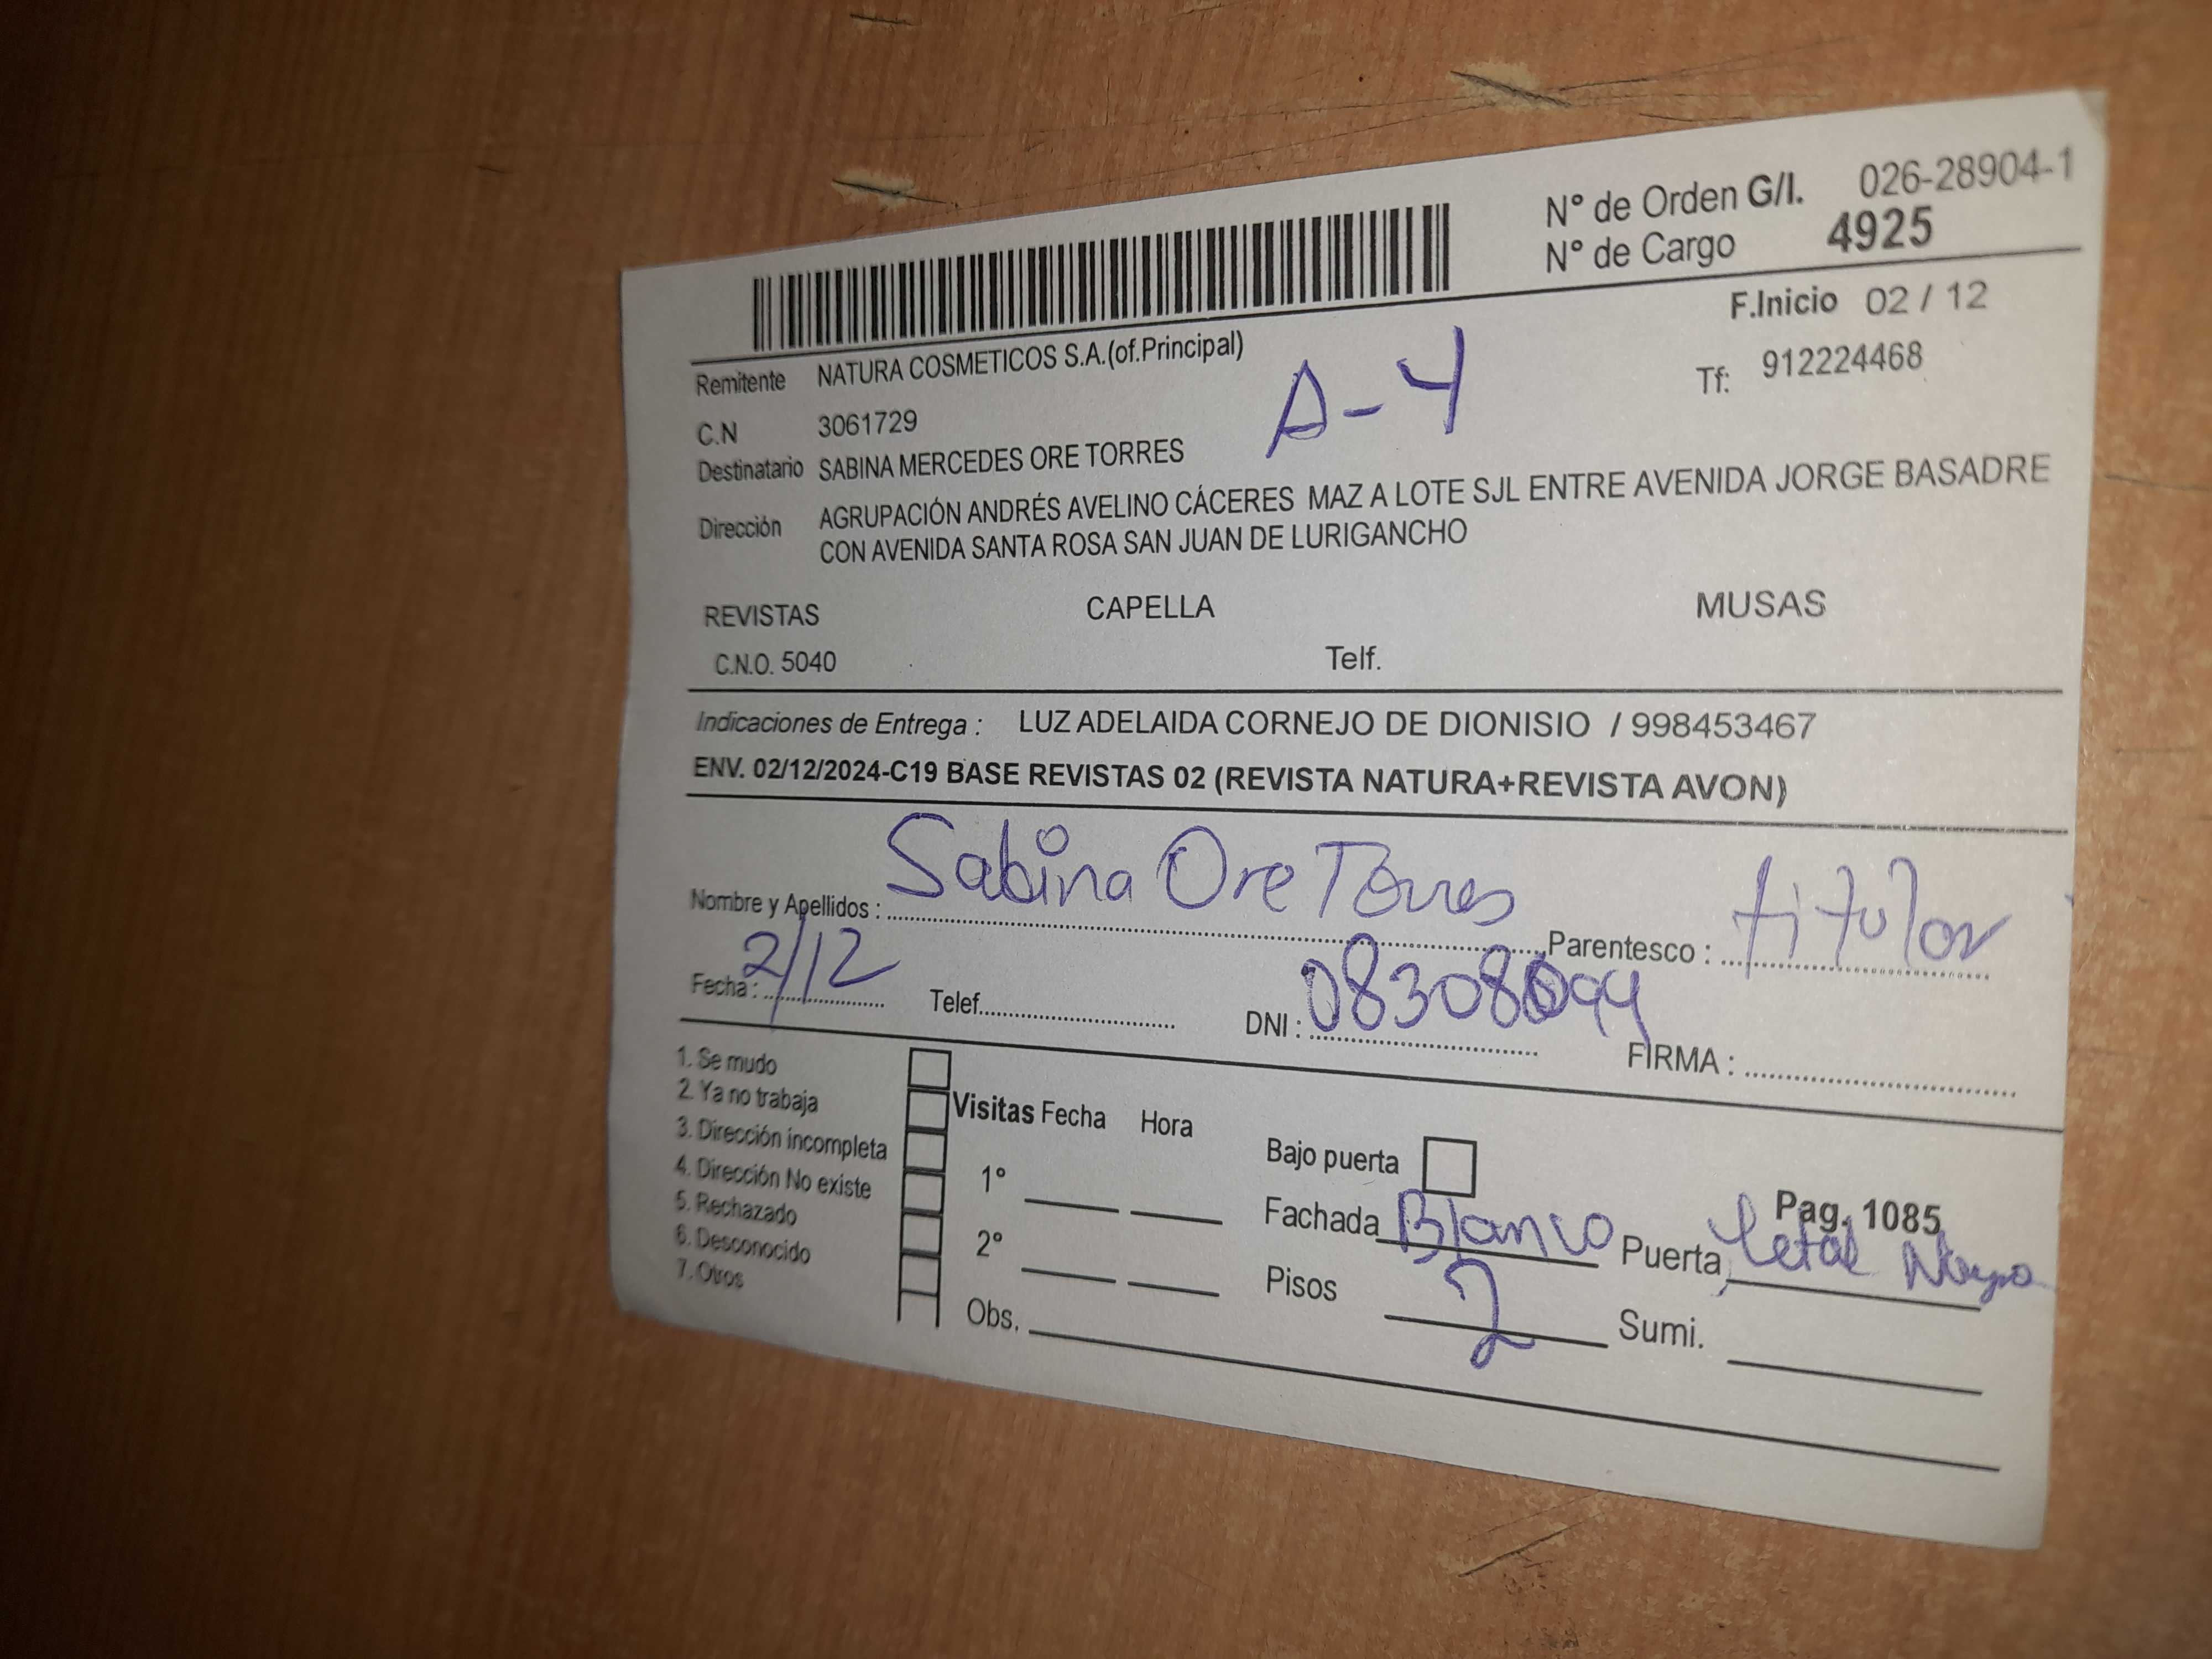 N° de Orden G/I. 026-28904-1
N° de Cargo 4925
F.Inicio 02 / 12
Remitente NATURA COSMETICOS S.A.(of.Principal)
Tf: 912224468
A-4
C.N 3061729
Destinatario SABINA MERCEDES ORE TORRES
Dirección AGRUPACIÓN ANDRÉS AVELINO CÁCERES MAZ A LOTE SJL ENTRE AVENIDA JORGE BASADRE
CON AVENIDA SANTA ROSA SAN JUAN DE LURIGANCHO
REVISTAS CAPELLA MUSAS
C.N.O. 5040 Telf.
Indicaciones de Entrega : LUZ ADELAIDA CORNEJO DE DIONISIO / 998453467
ENV. 02/12/2024-C19 BASE REVISTAS 02 (REVISTA NATURA+REVISTA AVON)
Nombre y Apellidos : Sabina Ore Torres Parentesco : titular
Fecha : 2/12 Telef. DNI : FIRMA :
1. Se mudo
2. Ya no trabaja
3. Dirección incompleta
4. Dirección No existe
5. Rechazado
6. Desconocido
7. Otros
Visitas Fecha Hora
1°
2°
Obs.
Bajo puerta
Pag. 1085
Fachada Blanco Puerta
Pisos 2 Sumi.